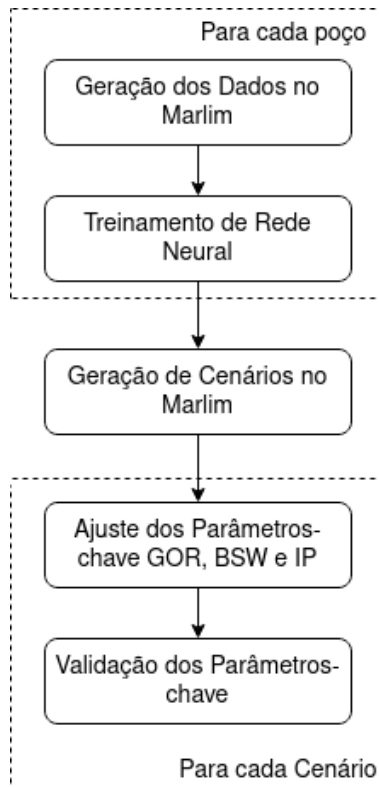 Para cada poço
Geração dos Dados no
Marlim
Treinamento de Rede
Neural
Geração de Cenários no
Marlim
Ajuste dos Parâmetros-
chave GOR, BSW e IP
Validação dos Parâmetros-
chave
Para cada Cenário